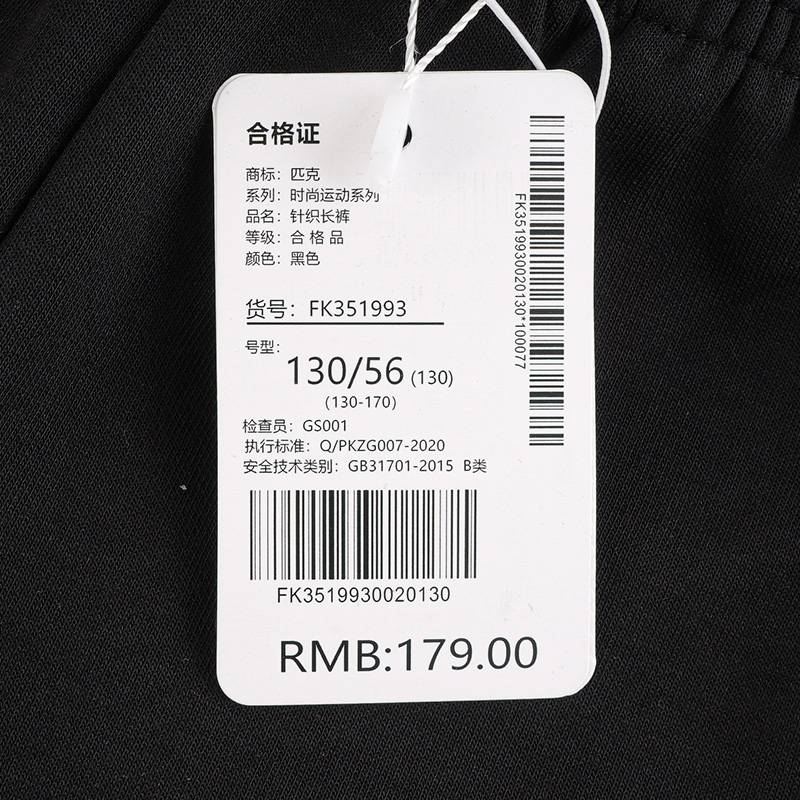 合格证
商标：匹克
系列：时尚运动系列
品名：针织长裤
等级：合 格 品
颜色：黑色
货号：FK351993
号型：
130/56 (130)
(130-170)
检查员：GS001
执行标准：Q/PKZG007-2020
安全技术类别：GB31701-2015 B类
FK3519930020130
RMB:179.00
FK3519930020130*100077